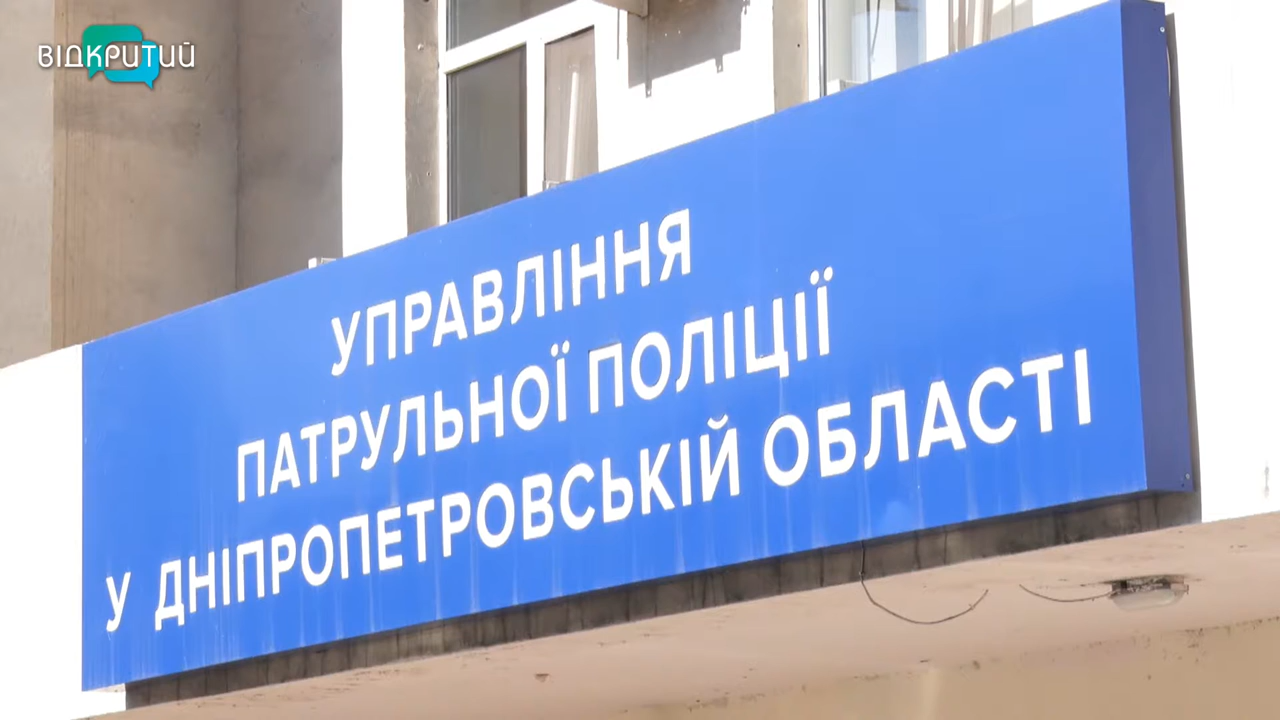 ВІДКРИТИЙ
УПРАВЛІННЯ
ПАТРУЛЬНОЇ ПОЛІЦІЇ
У ДНІПРОПЕТРОВСЬКІЙ ОБЛАСТІ